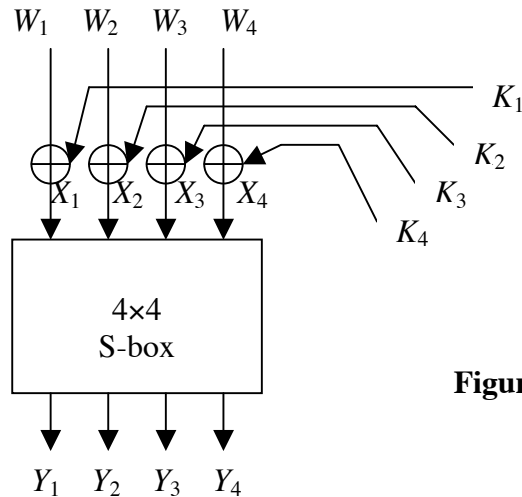 W1 W2 W3 W4
K1
K2
X1 X2 X3 X4
K3
K4
4×4
S-box
Figur
Y1 Y2 Y3 Y4